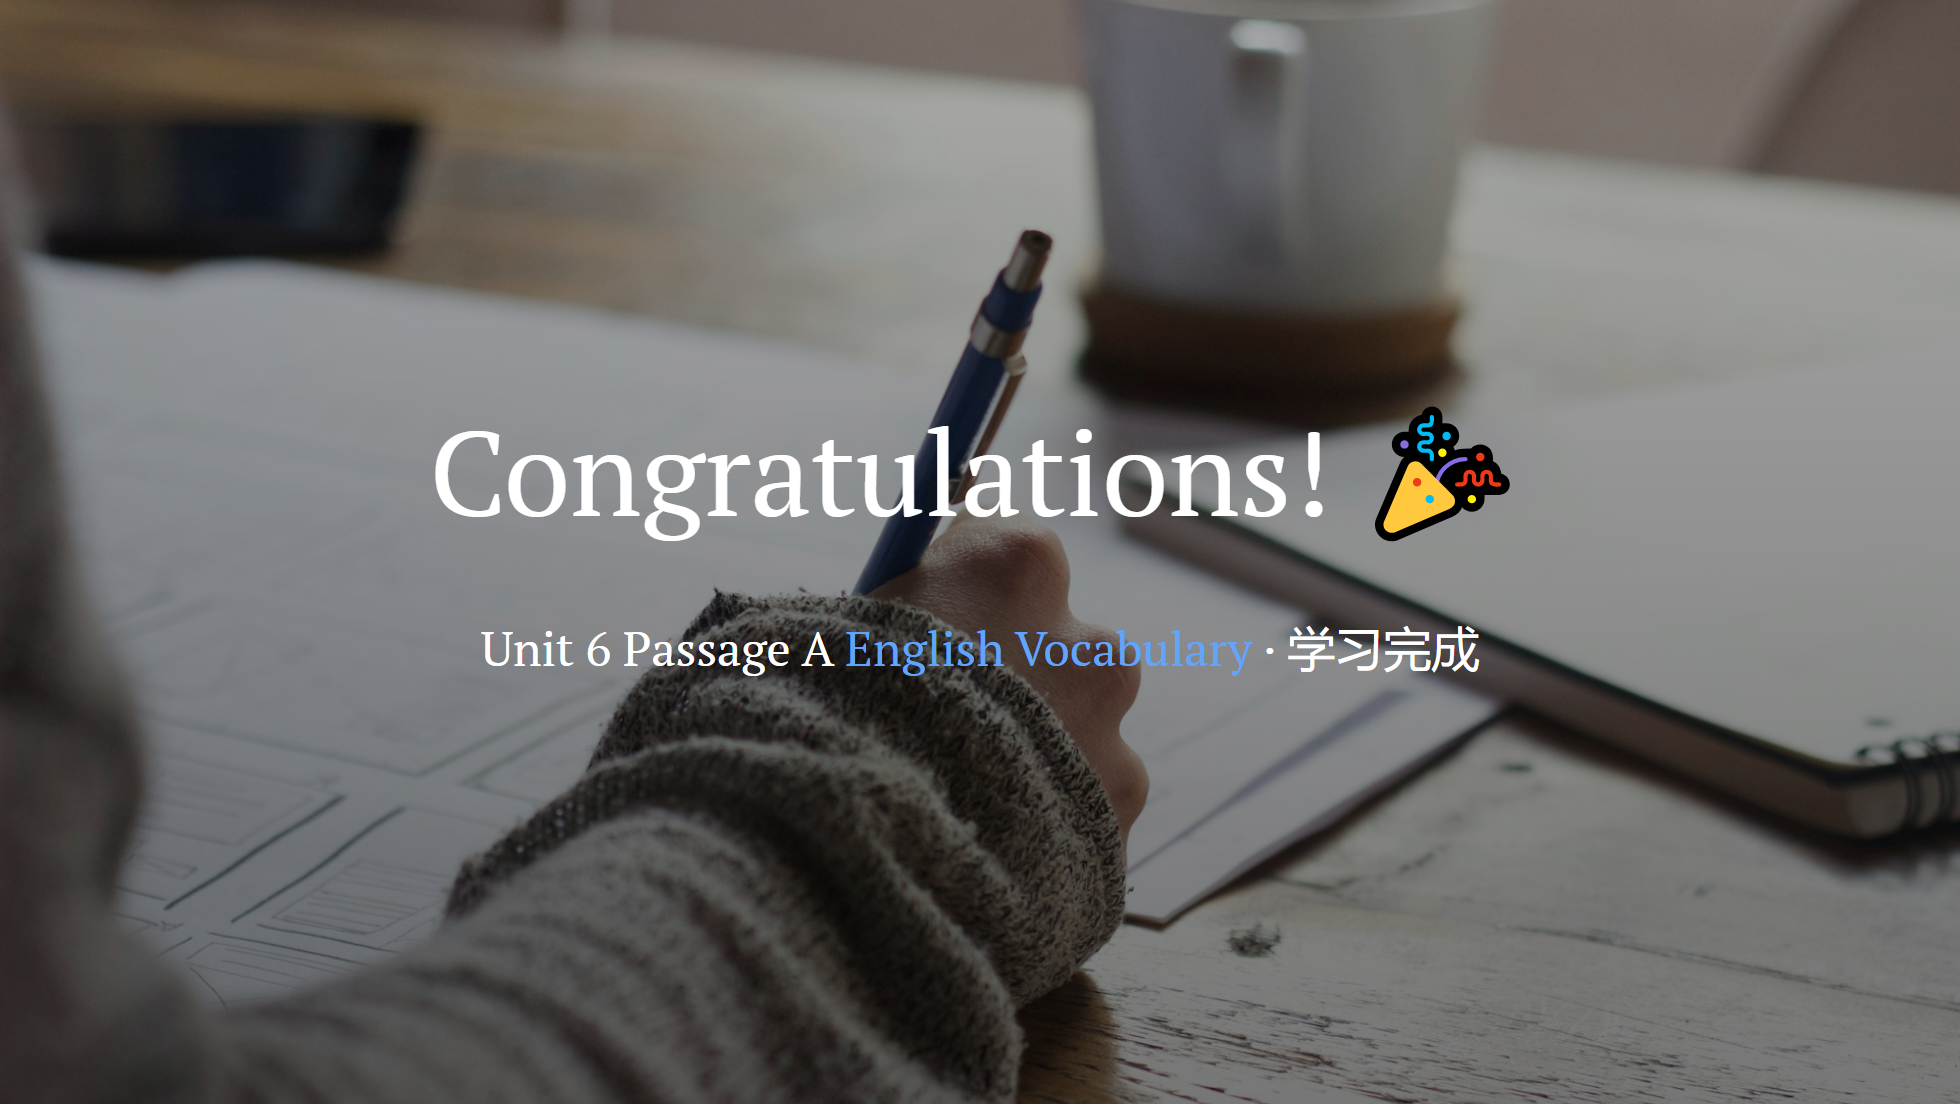 Congratulations! 🎉
Unit 6 Passage A English Vocabulary · 学习完成